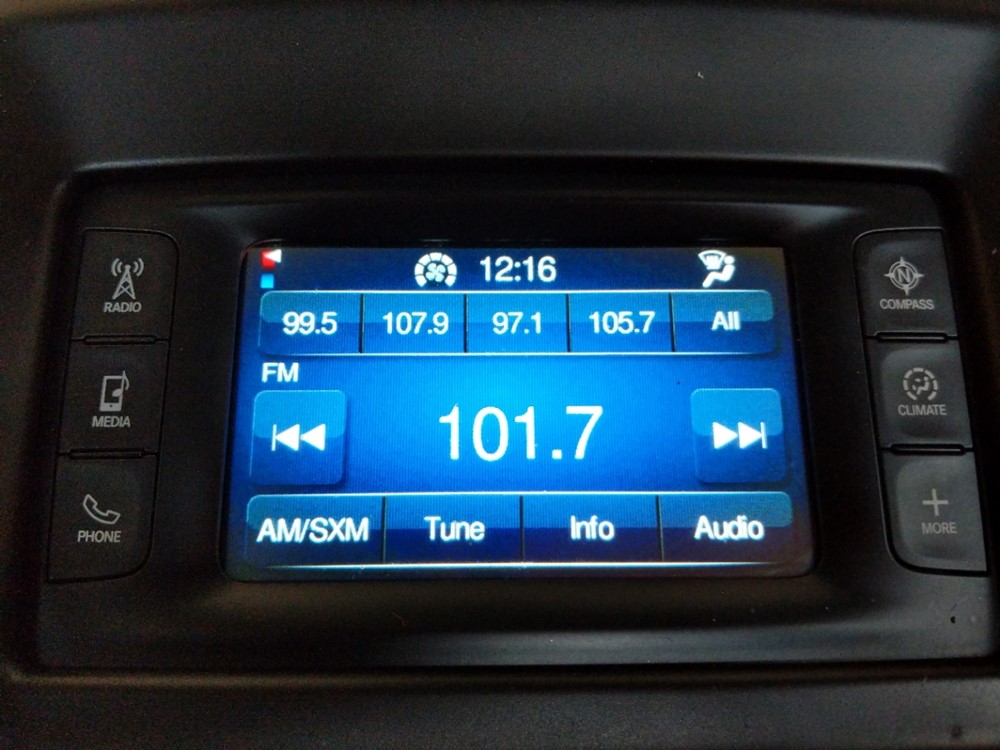 12:16
99.5 107.9 97.1 105.7 All
FM
101.7
AM/SXM Tune Info Audio
RADIO
MEDIA
PHONE
N
COMPASS
CLIMATE
MORE